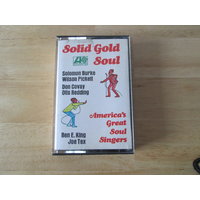 Solid Gold
Soul
Solomon Burke
Wilson Pickett
Don Covay
Otis Redding
America's
Great
Soul
Singers
Ben E. King
Joe Tex